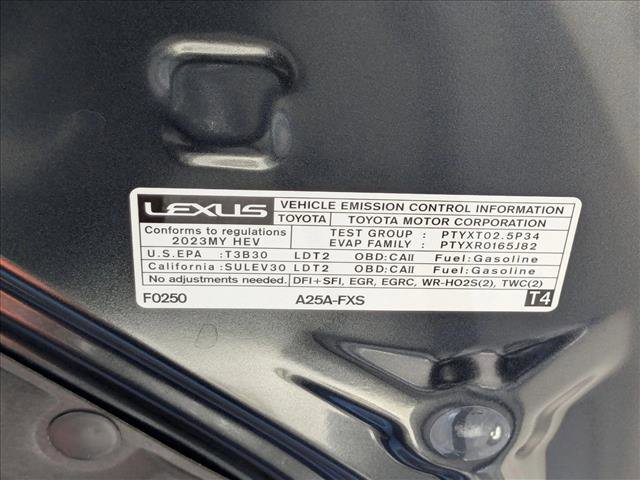 LEXUS VEHICLE EMISSION CONTROL INFORMATION
TOYOTA TOYOTA MOTOR CORPORATION
Conforms to regulations TEST GROUP : PTYXT02.5P34
2023MY HEV EVAP FAMILY : PTYXR0165J82
U.S.EPA :T3B30 LDT2 OBD:CAII Fuel:Gasoline
California :SULEV30 LDT2 OBD:CAII Fuel:Gasoline
No adjustments needed. DFI+SFI, EGR, EGRC, WR-HO2S(2), TWC(2)
F0250 A25A-FXS T4